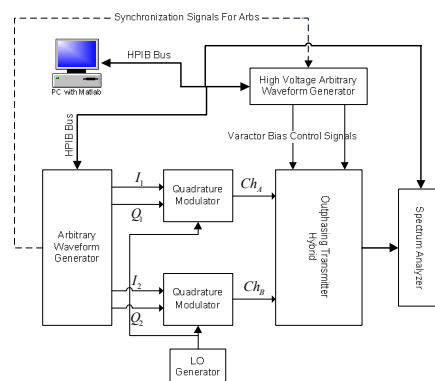 Synchronization Signals For Arbs
HPIB Bus
PC with Matlab
High Voltage Arbitrary
Waveform Generator
HPIB Bus
Varactor Bias Control Signals
I₁
Q₁
Quadrature
Modulator
Ch_A
Arbitrary
Waveform
Generator
Outphasing Transmitter
Hybrid
Spectrum Analyzer
I₂
Q₂
Quadrature
Modulator
Ch_B
LO
Generator